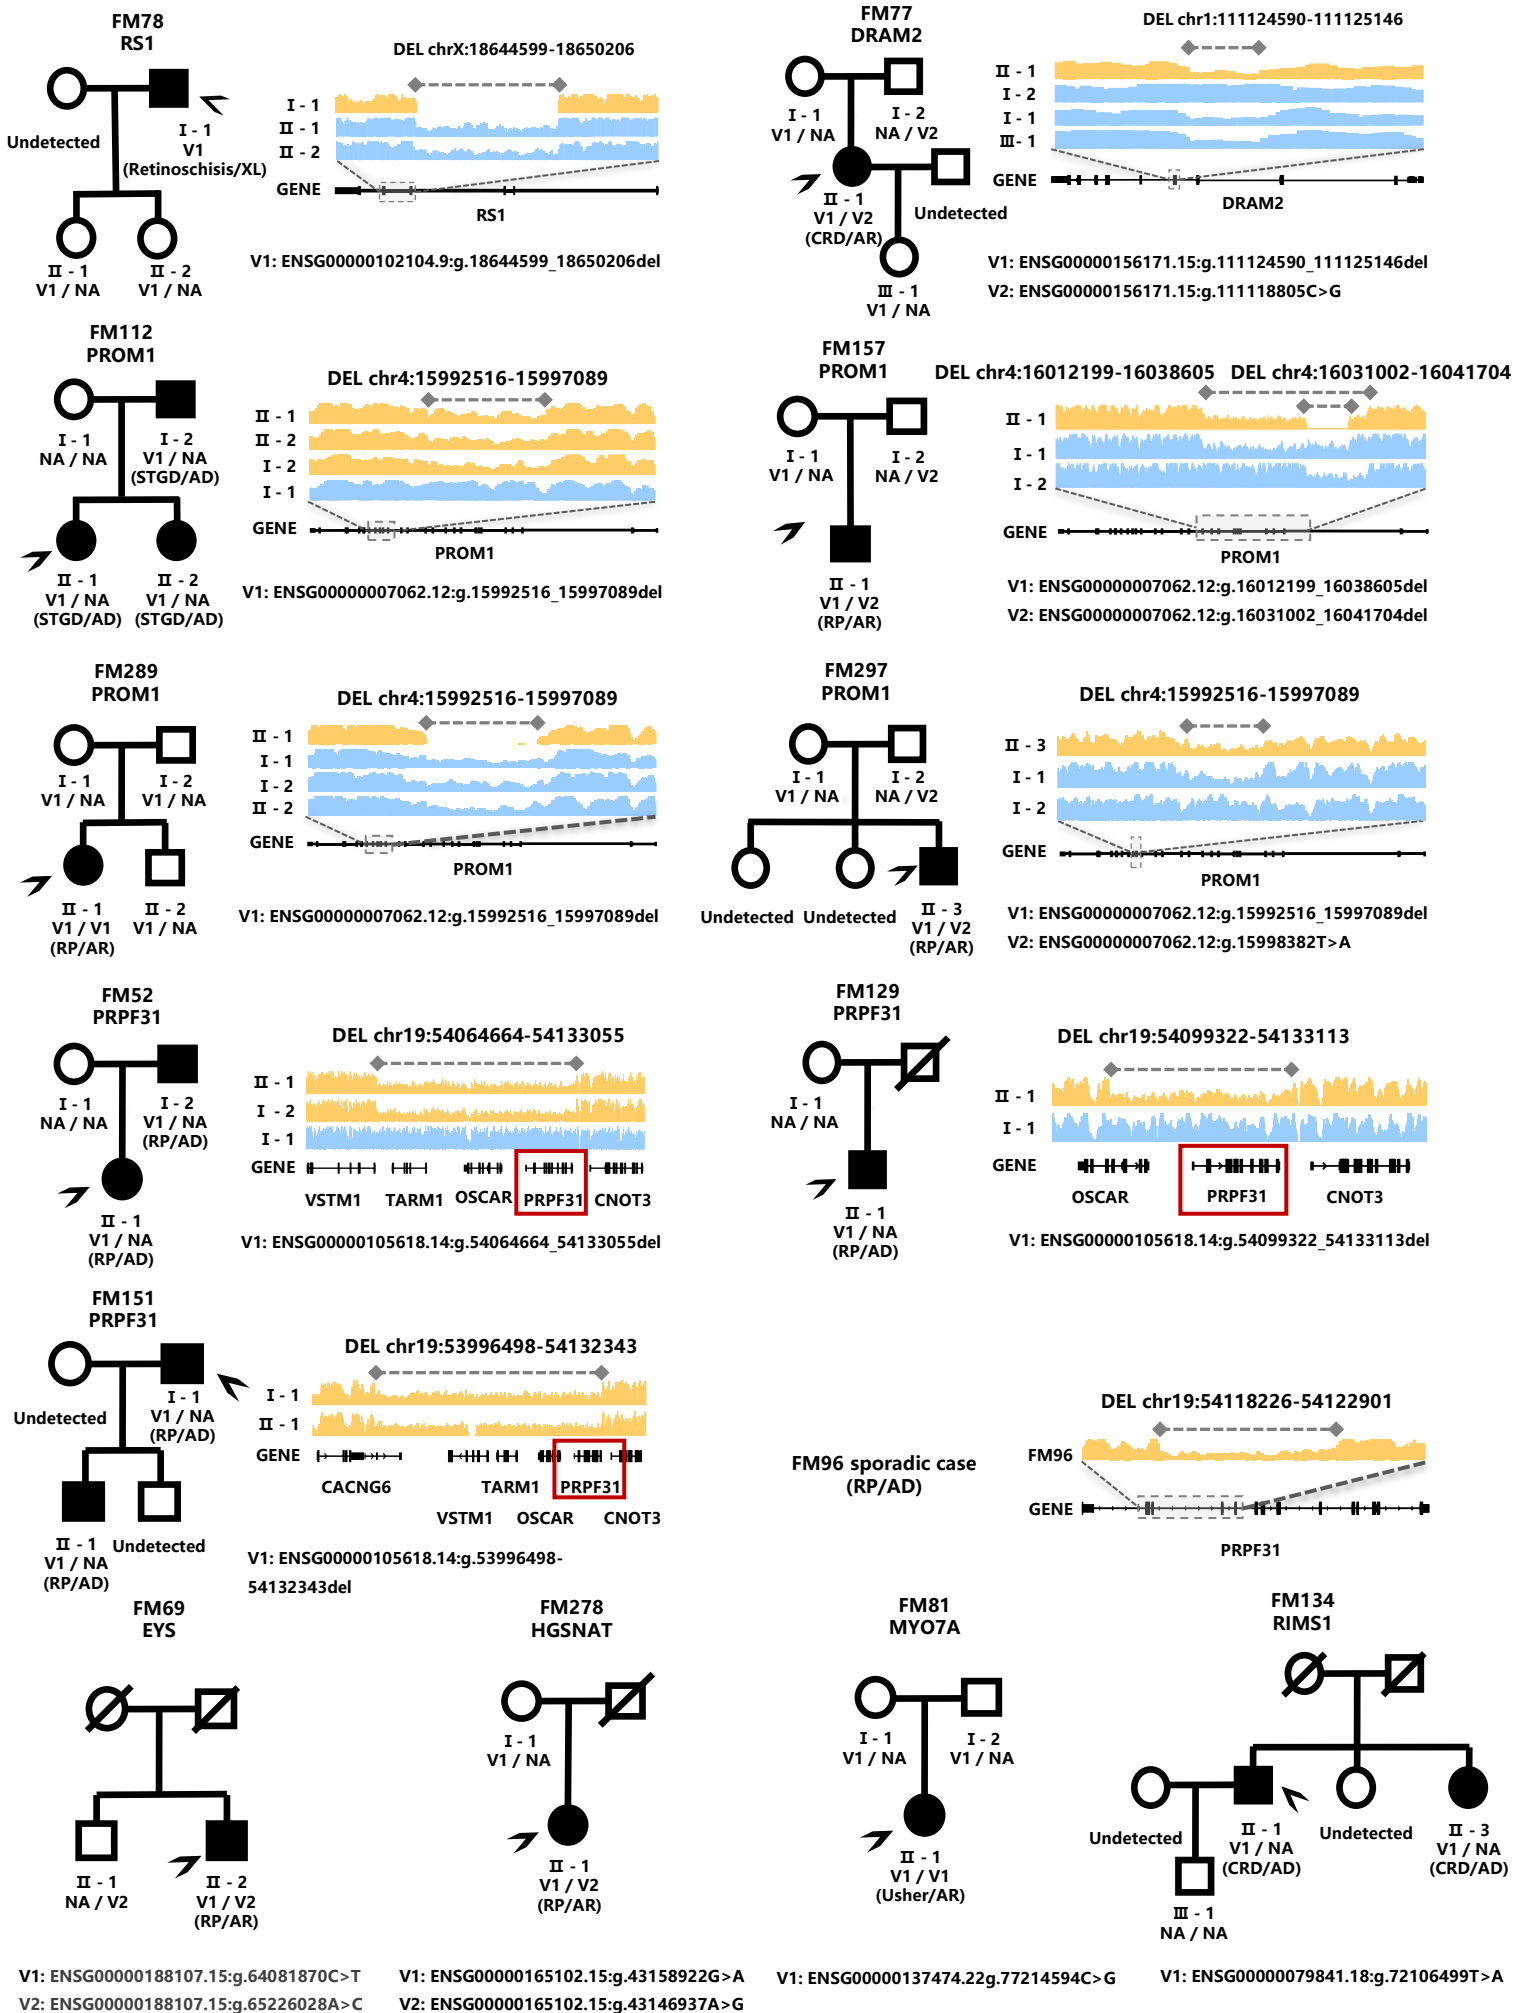 FM78
RS1
DEL chrX:18644599-18650206
Undetected
I - 1
V1
(Retinoschisis/XL)
I - 1
II - 1
II - 2
GENE
RS1
II - 1
V1 / NA
II - 2
V1 / NA
V1: ENSG00000102104.9:g.18644599_18650206del
FM77
DRAM2
DEL chr1:111124590-111125146
I - 1
V1 / NA
I - 2
NA / V2
II - 1
I - 2
I - 1
III- 1
GENE
DRAM2
II - 1
V1 / V2
(CRD/AR)
Undetected
III - 1
V1 / NA
V1: ENSG00000156171.15:g.111124590_111125146del
V2: ENSG00000156171.15:g.111118805C>G
FM112
PROM1
DEL chr4:15992516-15997089
I - 1
NA / NA
I - 2
V1 / NA
(STGD/AD)
II - 1
II - 2
I - 2
I - 1
GENE
PROM1
II - 1
V1 / NA
(STGD/AD)
II - 2
V1 / NA
(STGD/AD)
V1: ENSG00000007062.12:g.15992516_15997089del
FM157
PROM1
DEL chr4:16012199-16038605
DEL chr4:16031002-16041704
I - 1
V1 / NA
I - 2
NA / V2
II - 1
I - 1
I - 2
GENE
PROM1
II - 1
V1 / V2
(RP/AR)
V1: ENSG00000007062.12:g.16012199_16038605del
V2: ENSG00000007062.12:g.16031002_16041704del
FM289
PROM1
DEL chr4:15992516-15997089
I - 1
V1 / NA
I - 2
V1 / NA
II - 1
I - 1
I - 2
II - 2
GENE
PROM1
II - 1
V1 / V1
(RP/AR)
II - 2
V1 / NA
V1: ENSG00000007062.12:g.15992516_15997089del
FM297
PROM1
DEL chr4:15992516-15997089
I - 1
V1 / NA
I - 2
NA / V2
II - 3
I - 1
I - 2
GENE
PROM1
Undetected
Undetected
II - 3
V1 / V2
(RP/AR)
V1: ENSG00000007062.12:g.15992516_15997089del
V2: ENSG00000007062.12:g.15998382T>A
FM52
PRPF31
DEL chr19:54064664-54133055
I - 1
NA / NA
I - 2
V1 / NA
(RP/AD)
II - 1
I - 2
I - 1
GENE
VSTM1
TARM1
OSCAR
PRPF31
CNOT3
II - 1
V1 / NA
(RP/AD)
V1: ENSG00000105618.14:g.54064664_54133055del
FM129
PRPF31
DEL chr19:54099322-54133113
I - 1
NA / NA
II - 1
I - 1
GENE
OSCAR
PRPF31
CNOT3
II - 1
V1 / NA
(RP/AD)
V1: ENSG00000105618.14:g.54099322_54133113del
FM151
PRPF31
DEL chr19:53996498-54132343
Undetected
I - 1
V1 / NA
(RP/AD)
I - 1
II - 1
GENE
CACNG6
TARM1
PRPF31
VSTM1
OSCAR
CNOT3
II - 1
V1 / NA
(RP/AD)
Undetected
V1: ENSG00000105618.14:g.53996498-
54132343del
DEL chr19:54118226-54122901
FM96 sporadic case
(RP/AD)
FM96
GENE
PRPF31
FM69
EYS
II - 1
NA / V2
II - 2
V1 / V2
(RP/AR)
V1: ENSG00000188107.15:g.64081870C>T
V2: ENSG00000188107.15:g.65226028A>C
FM278
HGSNAT
I - 1
V1 / NA
II - 1
V1 / V2
(RP/AR)
V1: ENSG00000165102.15:g.43158922G>A
V2: ENSG00000165102.15:g.43146937A>G
FM81
MYO7A
I - 1
V1 / NA
I - 2
V1 / NA
II - 1
V1 / V1
(Usher/AR)
V1: ENSG00000137474.22g.77214594C>G
FM134
RIMS1
Undetected
II - 1
V1 / NA
(CRD/AD)
Undetected
II - 3
V1 / NA
(CRD/AD)
III - 1
NA / NA
V1: ENSG00000079841.18:g.72106499T>A